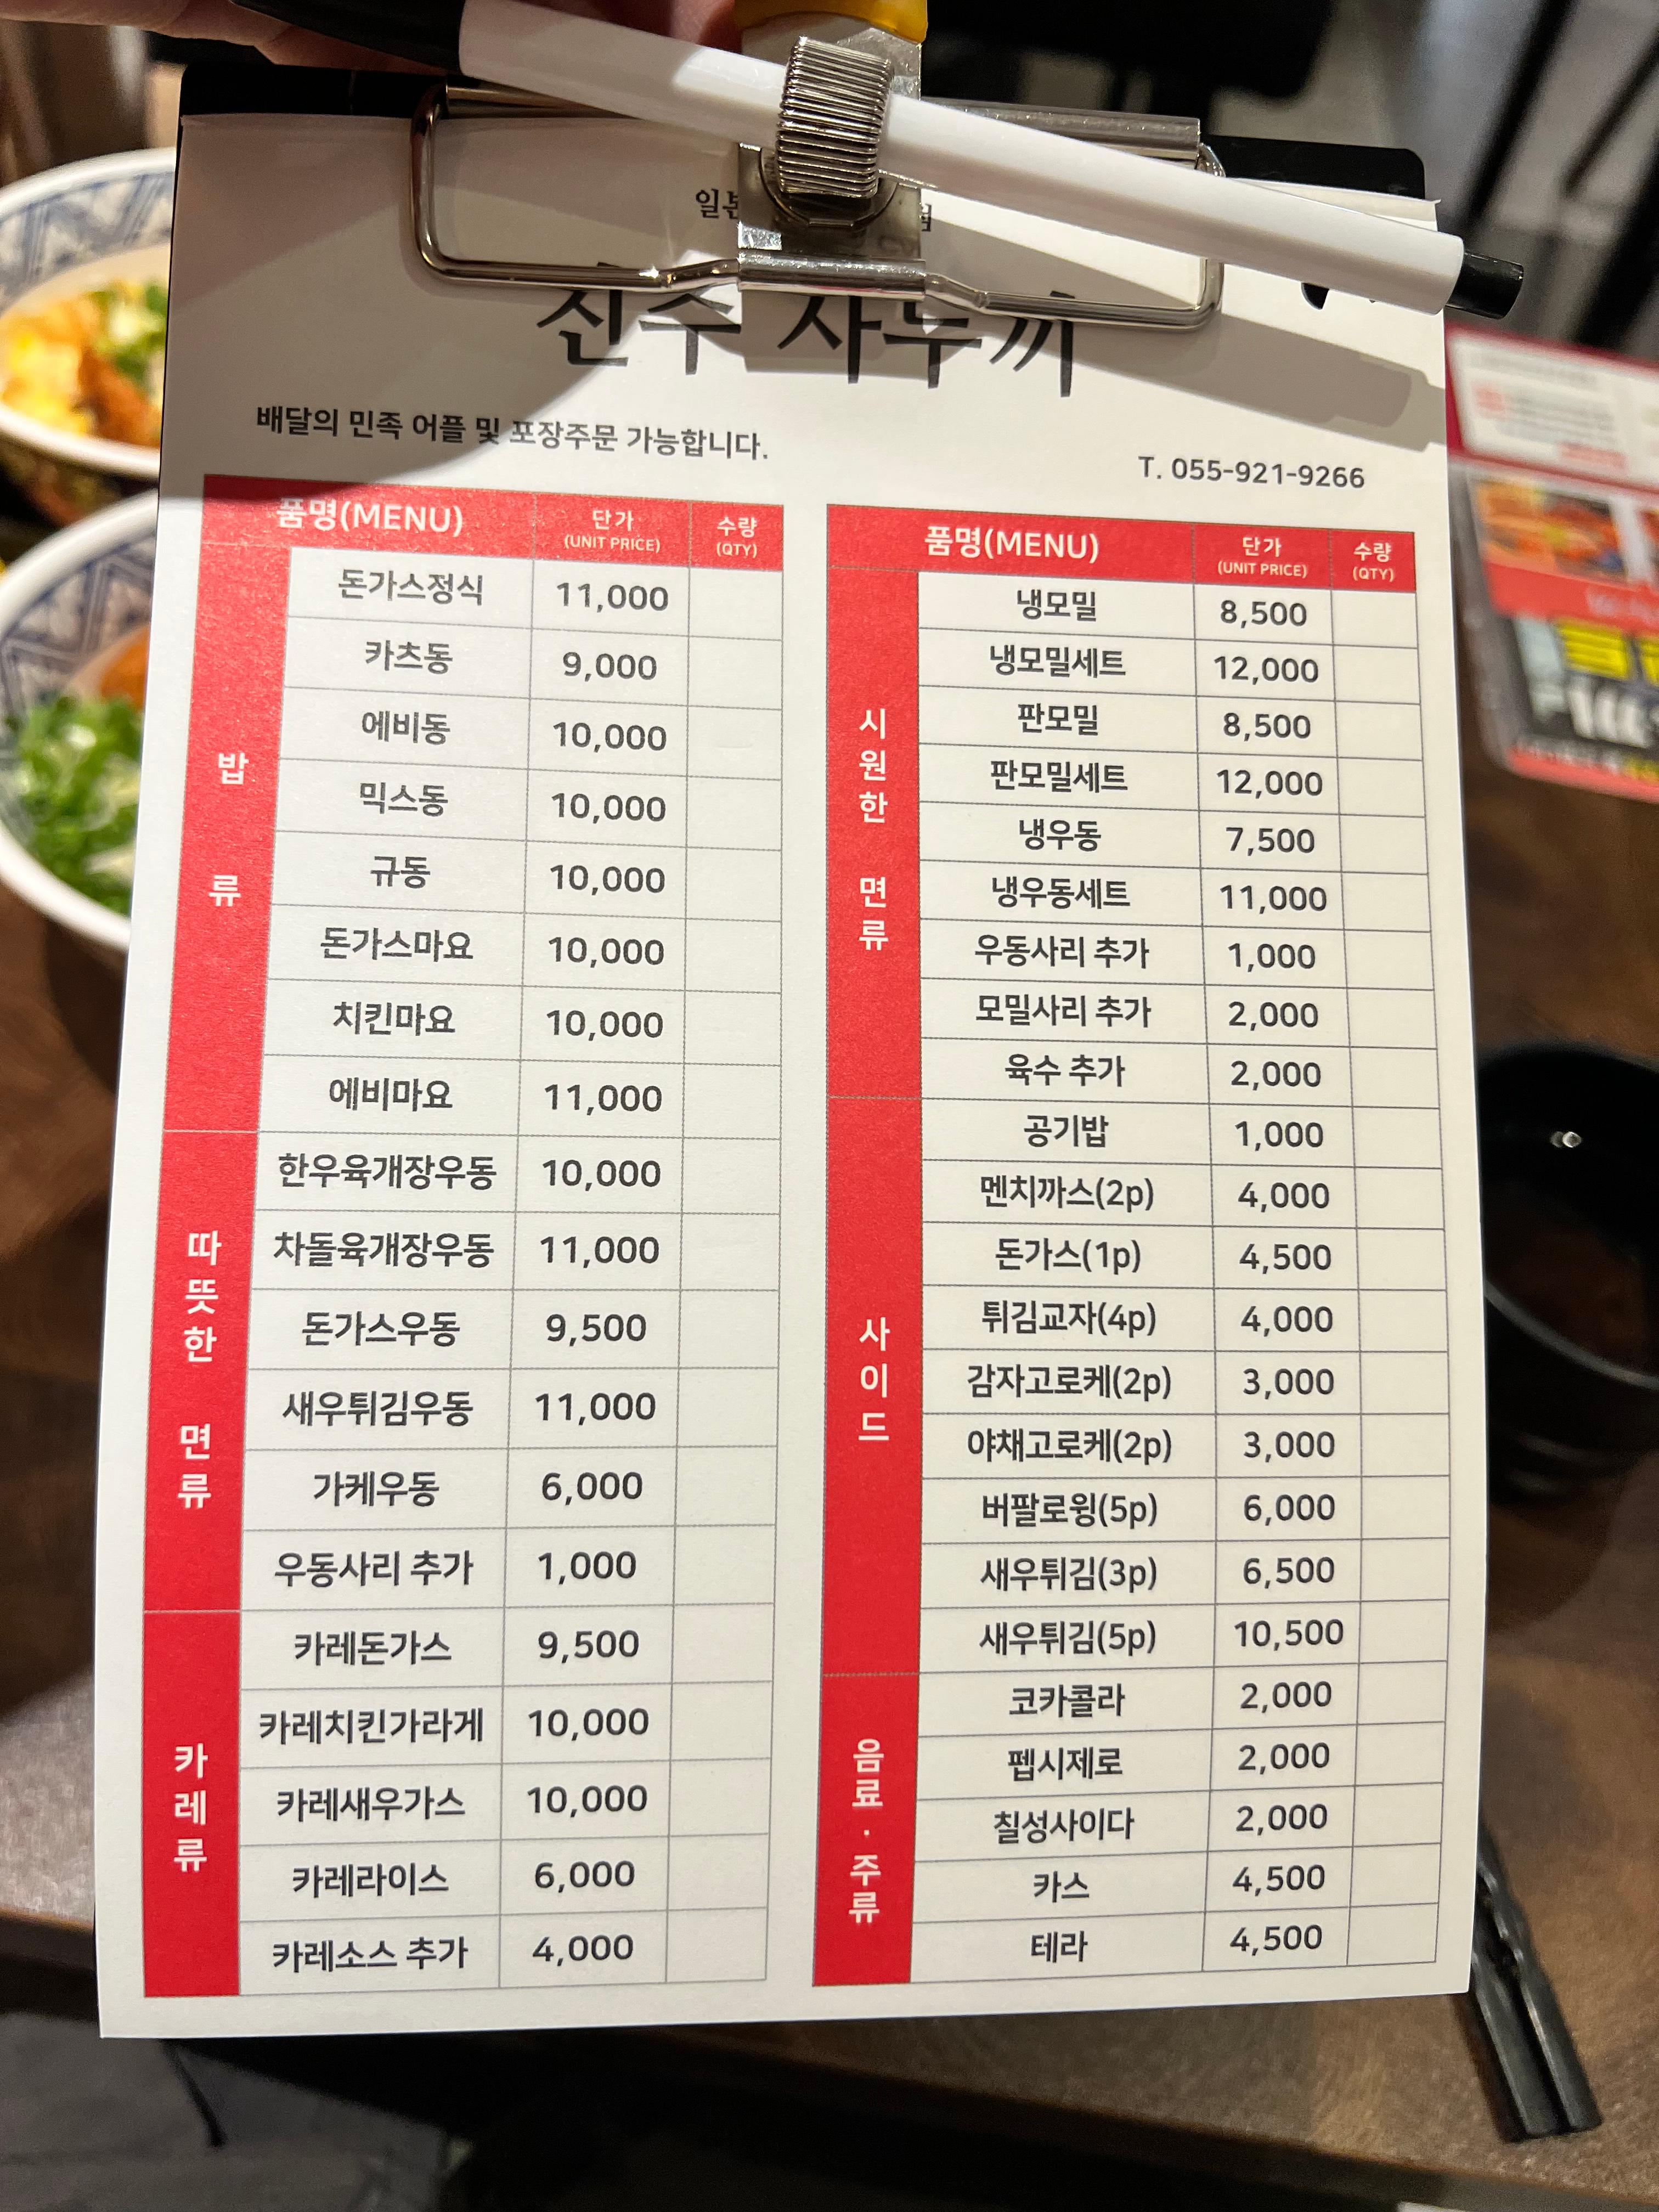 진주 사누끼
배달의 민족 어플 및 포장주문 가능합니다.
T. 055-921-9266
품명(MENU) 단가 (UNIT PRICE) 수량 (QTY)
밥류
돈가스정식 11,000
카츠동 9,000
에비동 10,000
믹스동 10,000
규동 10,000
돈가스마요 10,000
치킨마요 10,000
에비마요 11,000
따뜻한 면류
한우육개장우동 10,000
차돌육개장우동 11,000
돈가스우동 9,500
새우튀김우동 11,000
가케우동 6,000
우동사리 추가 1,000
카레류
카레돈가스 9,500
카레치킨가라게 10,000
카레새우가스 10,000
카레라이스 6,000
카레소스 추가 4,000
품명(MENU) 단가 (UNIT PRICE) 수량 (QTY)
시원한 면류
냉모밀 8,500
냉모밀세트 12,000
판모밀 8,500
판모밀세트 12,000
냉우동 7,500
냉우동세트 11,000
우동사리 추가 1,000
모밀사리 추가 2,000
육수 추가 2,000
사이드
공기밥 1,000
멘치까스(2p) 4,000
돈가스(1p) 4,500
튀김교자(4p) 4,000
감자고로케(2p) 3,000
야채고로케(2p) 3,000
버팔로윙(5p) 6,000
새우튀김(3p) 6,500
새우튀김(5p) 10,500
음료·주류
코카콜라 2,000
펩시제로 2,000
칠성사이다 2,000
카스 4,500
테라 4,500